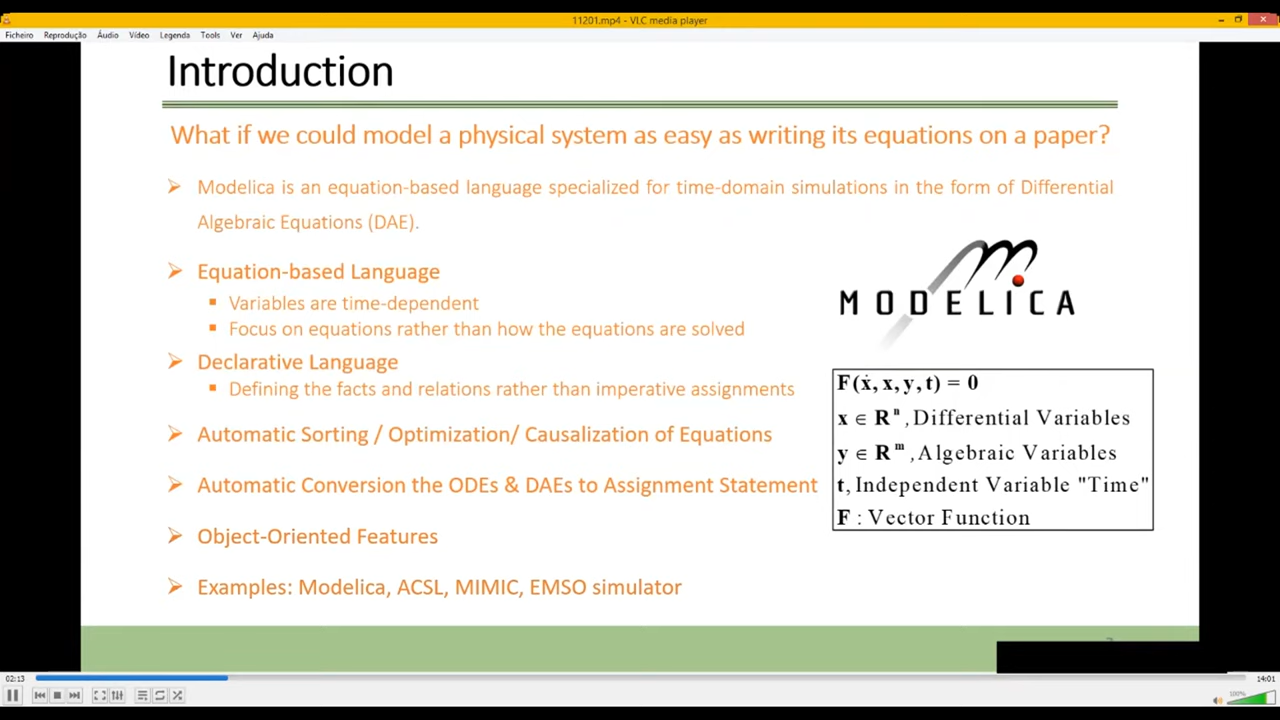 11201.mp4 - VLC media player
Ficheiro Reprodução Áudio Vídeo Legenda Tools Ver Ajuda
Introduction
What if we could model a physical system as easy as writing its equations on a paper?
Modelica is an equation-based language specialized for time-domain simulations in the form of Differential
Algebraic Equations (DAE).
Equation-based Language
Variables are time-dependent
Focus on equations rather than how the equations are solved
Declarative Language
Defining the facts and relations rather than imperative assignments
Automatic Sorting / Optimization/ Causalization of Equations
Automatic Conversion the ODEs & DAEs to Assignment Statement
Object-Oriented Features
Examples: Modelica, ACSL, MIMIC, EMSO simulator
MODELICA
F(ẋ, x, y, t) = 0
x ∈ Rⁿ, Differential Variables
y ∈ Rᵐ, Algebraic Variables
t, Independent Variable "Time"
F : Vector Function
02:13
14:01
100%